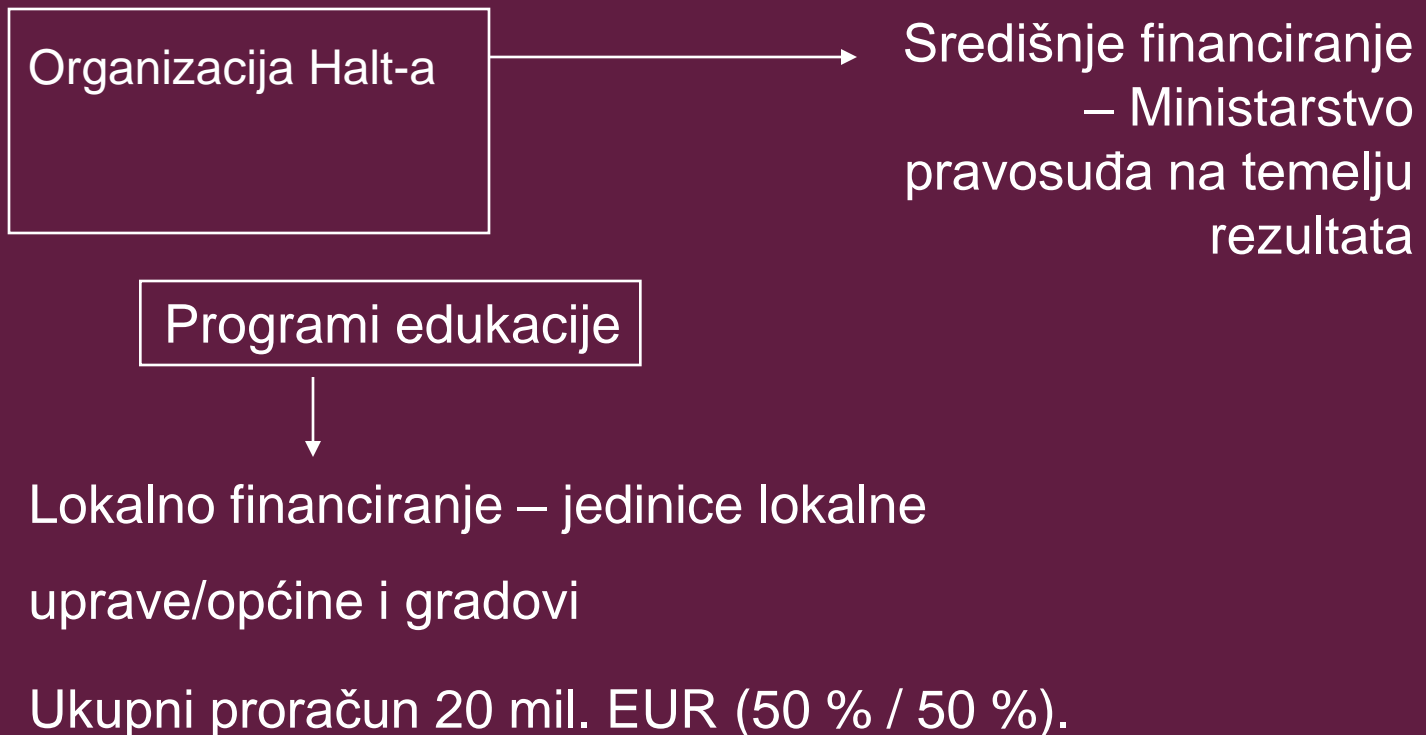 Organizacija Halt-a
Središnje financiranje
– Ministarstvo
pravosuđa na temelju
rezultata
Programi edukacije
Lokalno financiranje – jedinice lokalne
uprave/općine i gradovi
Ukupni proračun 20 mil. EUR (50 % / 50 %).